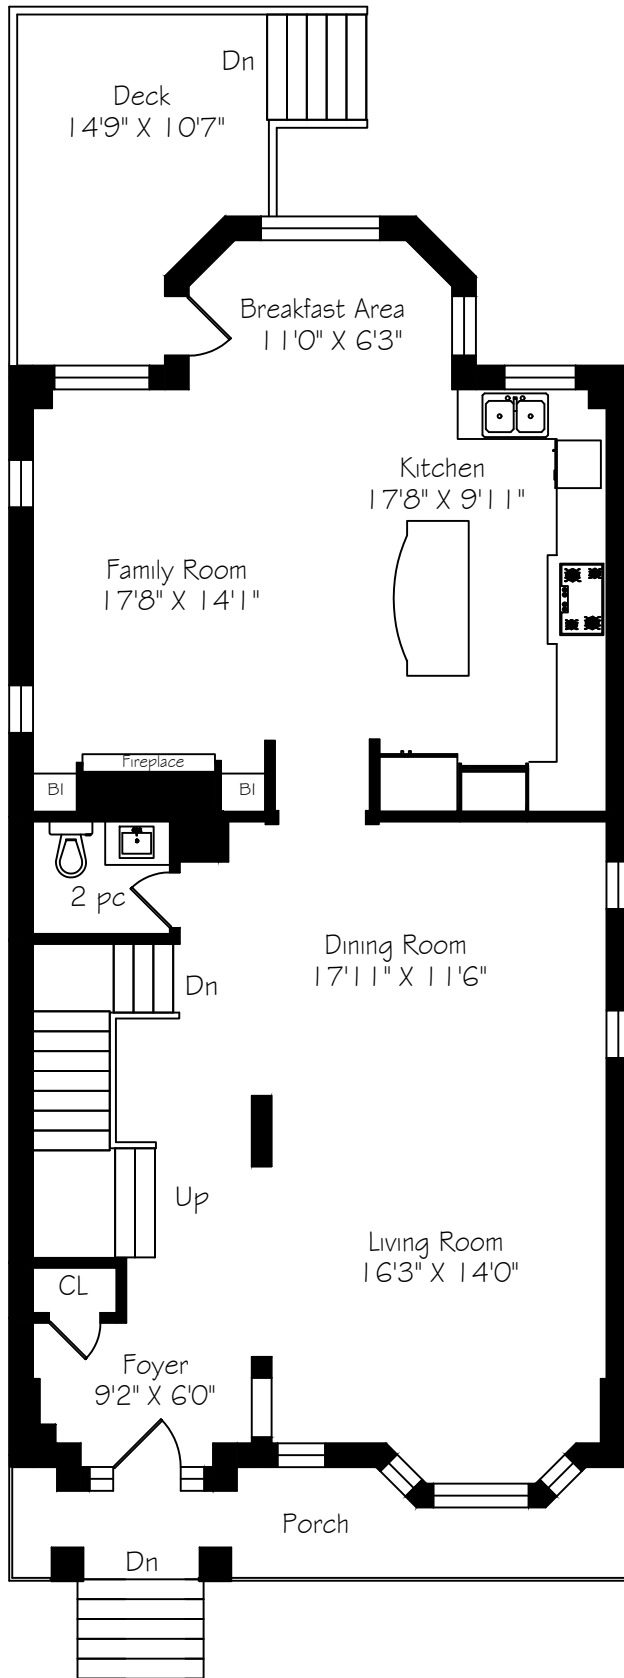 Dn
Deck
14'9" X 10'7"
Breakfast Area
11'0" X 6'3"
Kitchen
17'8" X 9'11"
Family Room
17'8" X 14'1"
Fireplace
BI
BI
2 pc
Dining Room
17'11" X 11'6"
Dn
Up
Living Room
16'3" X 14'0"
CL
Foyer
9'2" X 6'0"
Porch
Dn